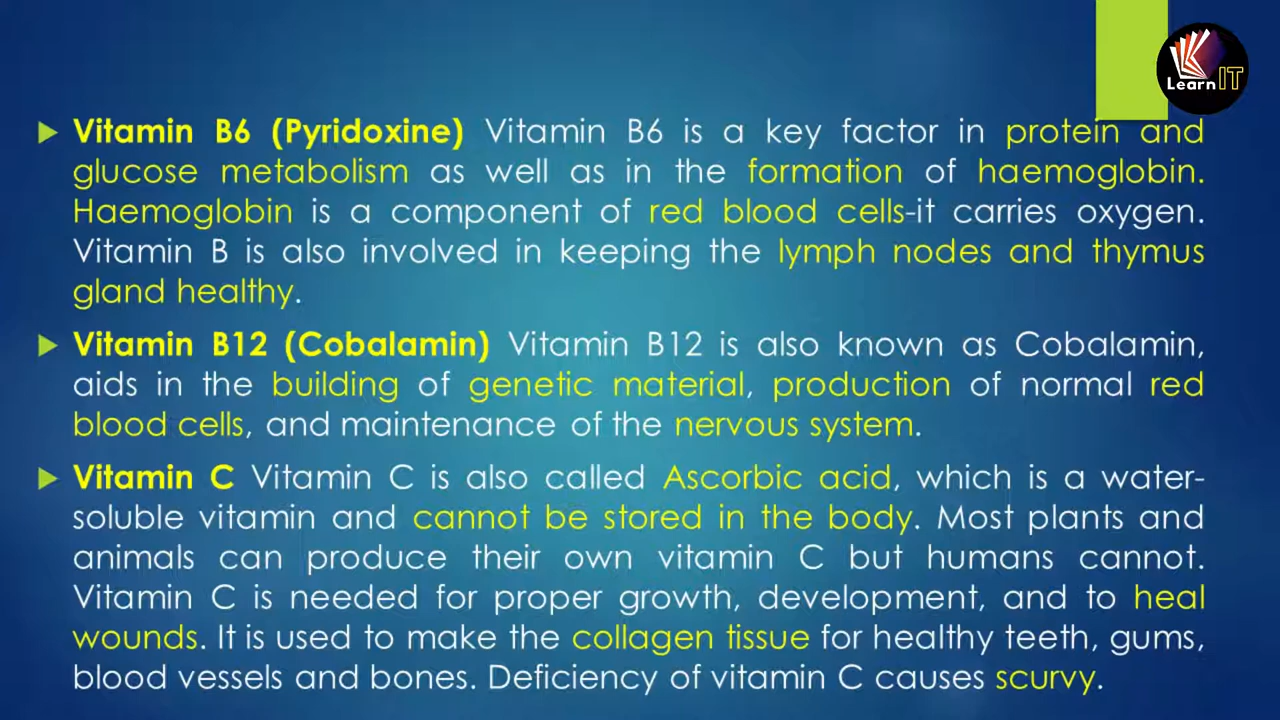 Learn IT
Vitamin B6 (Pyridoxine) Vitamin B6 is a key factor in protein and
glucose metabolism as well as in the formation of haemoglobin.
Haemoglobin is a component of red blood cells-it carries oxygen.
Vitamin B is also involved in keeping the lymph nodes and thymus
gland healthy.
Vitamin B12 (Cobalamin) Vitamin B12 is also known as Cobalamin,
aids in the building of genetic material, production of normal red
blood cells, and maintenance of the nervous system.
Vitamin C Vitamin C is also called Ascorbic acid, which is a water-
soluble vitamin and cannot be stored in the body. Most plants and
animals can produce their own vitamin C but humans cannot.
Vitamin C is needed for proper growth, development, and to heal
wounds. It is used to make the collagen tissue for healthy teeth, gums,
blood vessels and bones. Deficiency of vitamin C causes scurvy.